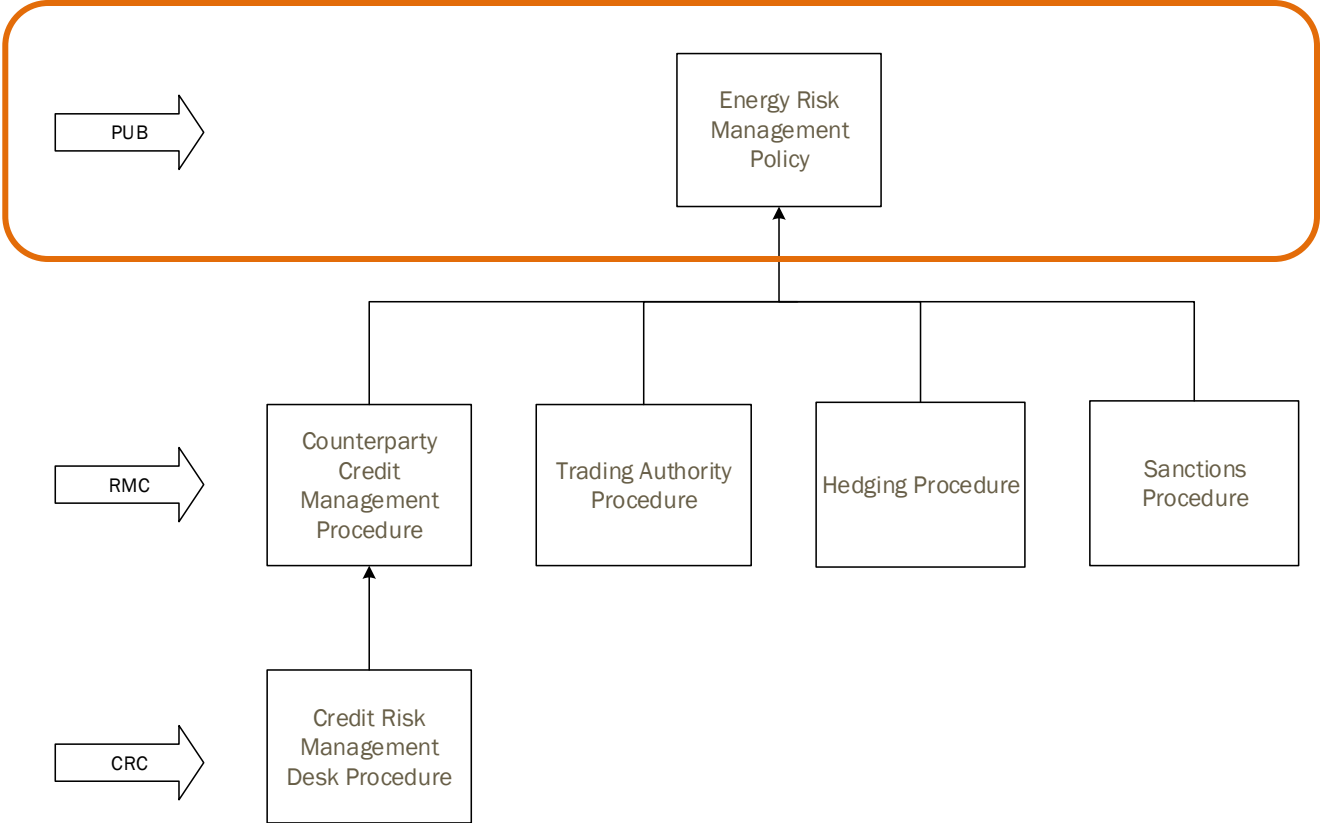 PUB
Energy Risk
Management
Policy
RMC
Counterparty
Credit
Management
Procedure
Trading Authority
Procedure
Hedging Procedure
Sanctions
Procedure
CRC
Credit Risk
Management
Desk Procedure